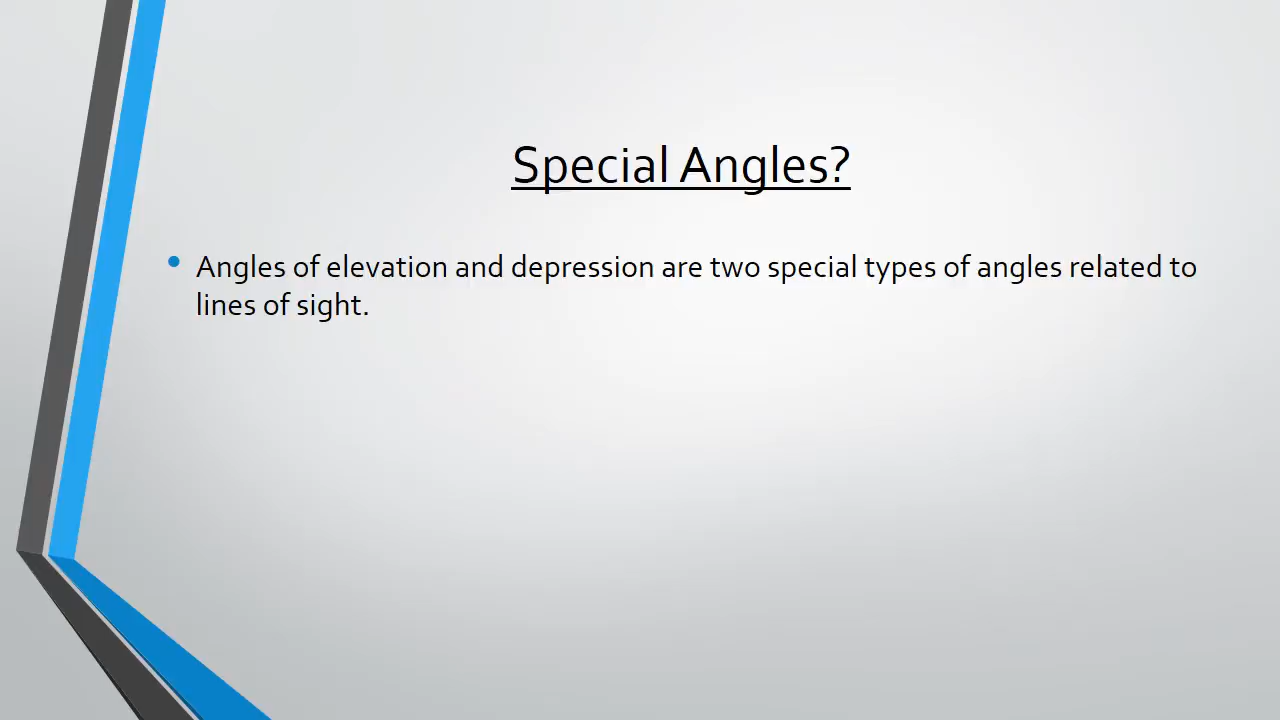 Special Angles?
• Angles of elevation and depression are two special types of angles related to
lines of sight.